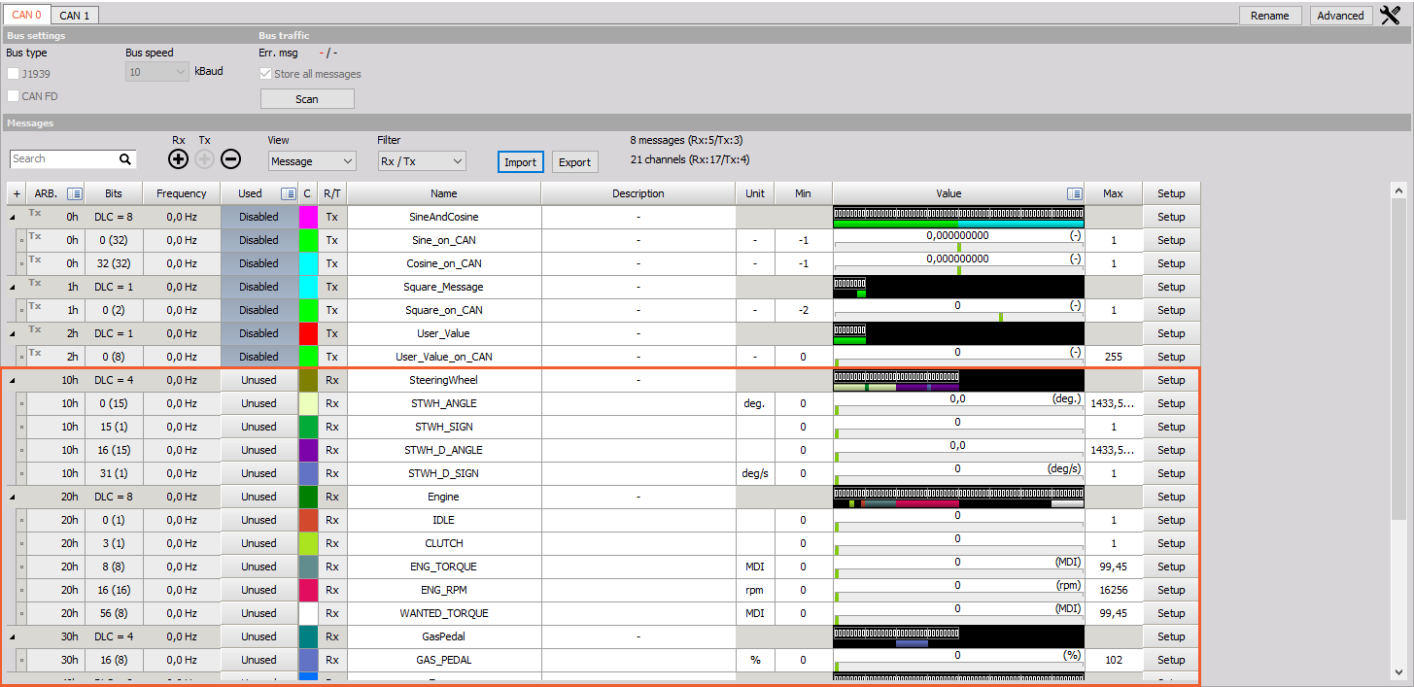 CAN 0 CAN 1 Rename Advanced
Bus settings Bus traffic
Bus type Bus speed Err. msg - / -
J1939 10 kBaud Store all messages
CAN FD Scan
Messages
Rx Tx View Filter 8 messages (Rx:5/Tx:3)
Search Message Rx / Tx Import Export 21 channels (Rx:17/Tx:4)
+ ARB. Bits Frequency Used C R/T Name Description Unit Min Value Max Setup
Tx 0h DLC = 8 0,0 Hz Disabled Tx SineAndCosine - Setup
Tx 0h 0 (32) 0,0 Hz Disabled Tx Sine_on_CAN - - -1 0,000000000 (-) 1 Setup
Tx 0h 32 (32) 0,0 Hz Disabled Tx Cosine_on_CAN - - -1 0,000000000 (-) 1 Setup
Tx 1h DLC = 1 0,0 Hz Disabled Tx Square_Message - Setup
Tx 1h 0 (2) 0,0 Hz Disabled Tx Square_on_CAN - - -2 0 (-) 1 Setup
Tx 2h DLC = 1 0,0 Hz Disabled Tx User_Value - Setup
Tx 2h 0 (8) 0,0 Hz Disabled Tx User_Value_on_CAN - - 0 0 (-) 255 Setup
10h DLC = 4 0,0 Hz Unused Rx SteeringWheel - Setup
10h 0 (15) 0,0 Hz Unused Rx STWH_ANGLE deg. 0 0,0 (deg.) 1433,5... Setup
10h 15 (1) 0,0 Hz Unused Rx STWH_SIGN 0 0 1 Setup
10h 16 (15) 0,0 Hz Unused Rx STWH_D_ANGLE 0 0,0 1433,5... Setup
10h 31 (1) 0,0 Hz Unused Rx STWH_D_SIGN deg/s 0 0 (deg/s) 1 Setup
20h DLC = 8 0,0 Hz Unused Rx Engine - Setup
20h 0 (1) 0,0 Hz Unused Rx IDLE 0 0 1 Setup
20h 3 (1) 0,0 Hz Unused Rx CLUTCH 0 0 1 Setup
20h 8 (8) 0,0 Hz Unused Rx ENG_TORQUE MDI 0 0 (MDI) 99,45 Setup
20h 16 (16) 0,0 Hz Unused Rx ENG_RPM rpm 0 0 (rpm) 16256 Setup
20h 56 (8) 0,0 Hz Unused Rx WANTED_TORQUE MDI 0 0 (MDI) 99,45 Setup
30h DLC = 4 0,0 Hz Unused Rx GasPedal - Setup
30h 16 (8) 0,0 Hz Unused Rx GAS_PEDAL % 0 0 (%) 102 Setup